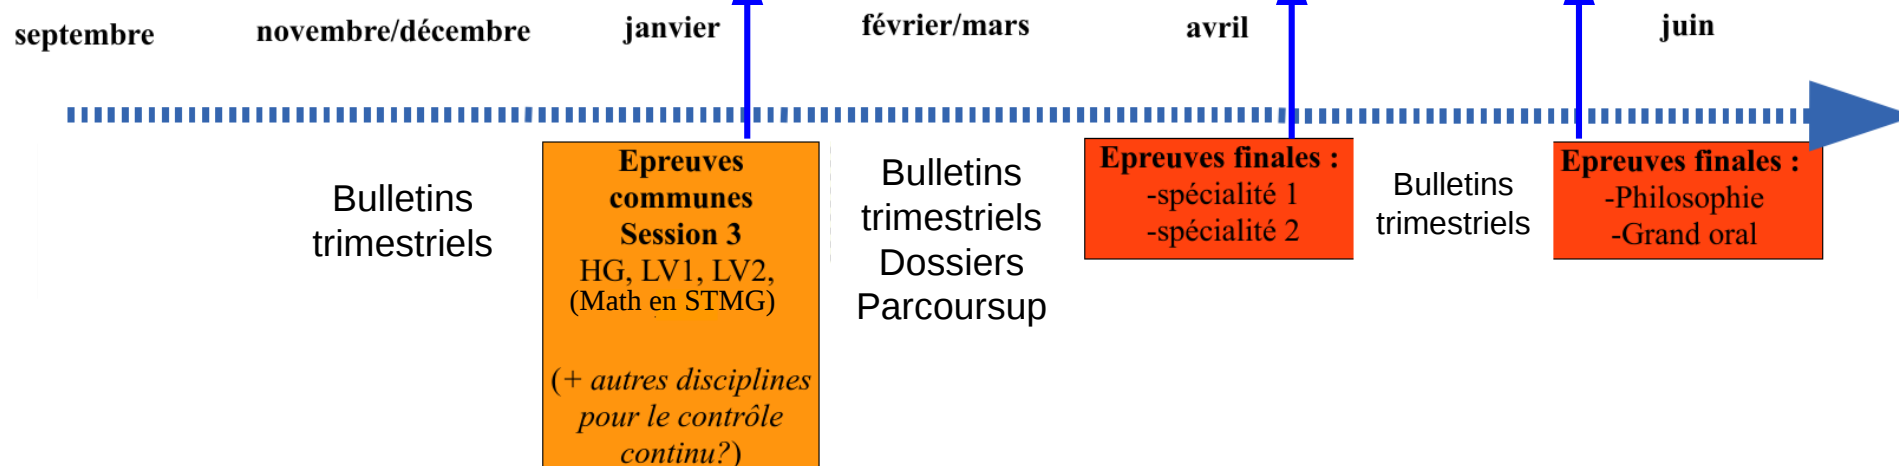 septembre
novembre/décembre
janvier
février/mars
avril
juin
Bulletins
trimestriels
Epreuves
communes
Session 3
HG, LV1, LV2,
(Math en STMG)
(+ autres disciplines
pour le contrôle
continu?)
Bulletins
trimestriels
Dossiers
Parcoursup
Epreuves finales :
-spécialité 1
-spécialité 2
Bulletins
trimestriels
Epreuves finales :
-Philosophie
-Grand oral